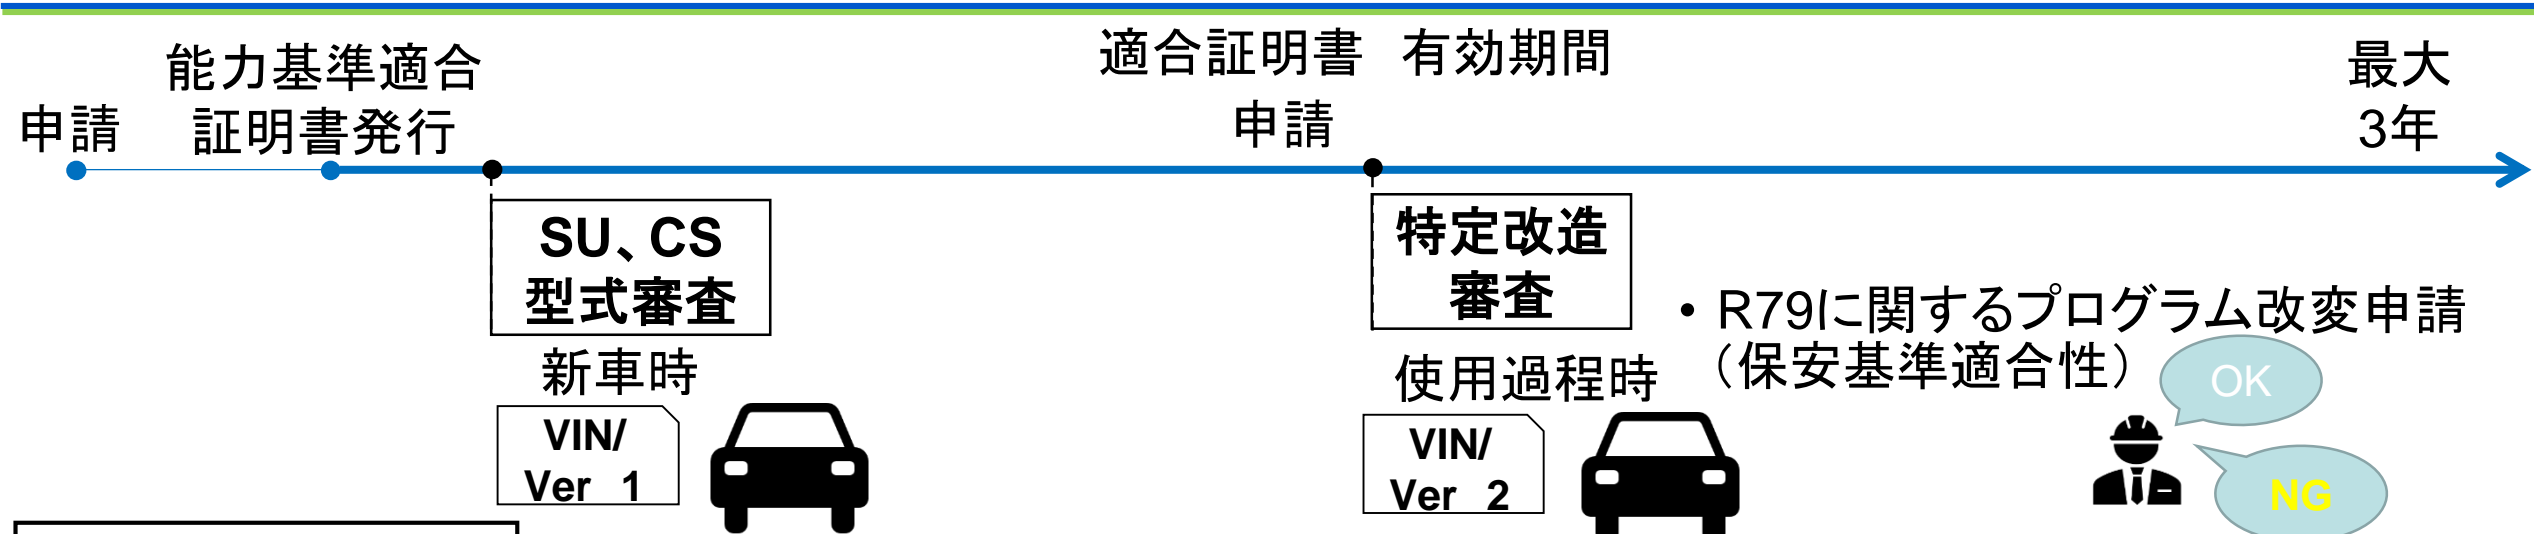 適合証明書 有効期間
能力基準適合
証明書発行
申請
申請
最大
3年
SU、CS
型式審査
新車時
VIN/
Ver 1
特定改造
審査
使用過程時
VIN/
Ver 2
• R79に関するプログラム改変申請
（保安基準適合性）
OK
NG